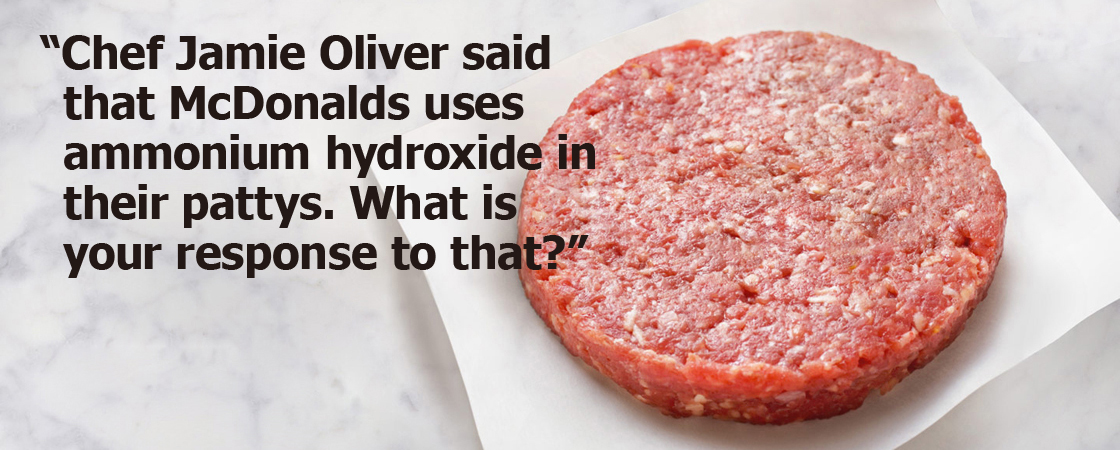 “Chef Jamie Oliver said
that McDonalds uses
ammonium hydroxide in
their pattys. What is
your response to that?”